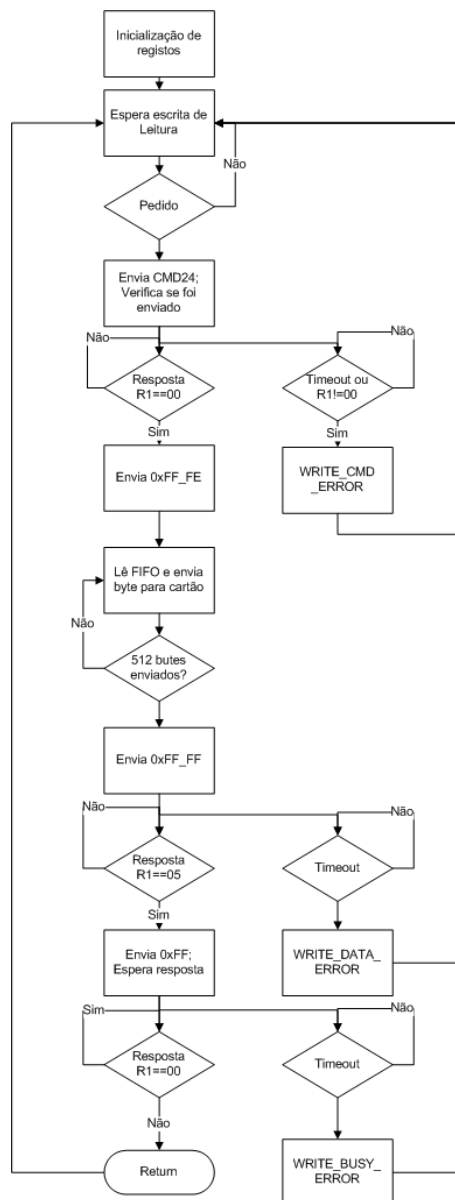 Inicialização de
registos
Espera escrita de
Leitura
Não
Pedido
Envia CMD24;
Verifica se foi
enviado
Não
Não
Resposta
R1==00
Timeout ou
R1!=00
Sim
Sim
Envia 0xFF_FE
WRITE_CMD
_ERROR
Lê FIFO e envia
byte para cartão
Não
512 butes
enviados?
Envia 0xFF_FF
Não
Não
Resposta
R1==05
Timeout
Sim
Envia 0xFF;
Espera resposta
WRITE_DATA_
ERROR
Sim
Não
Resposta
R1==00
Timeout
Não
Return
WRITE_BUSY_
ERROR